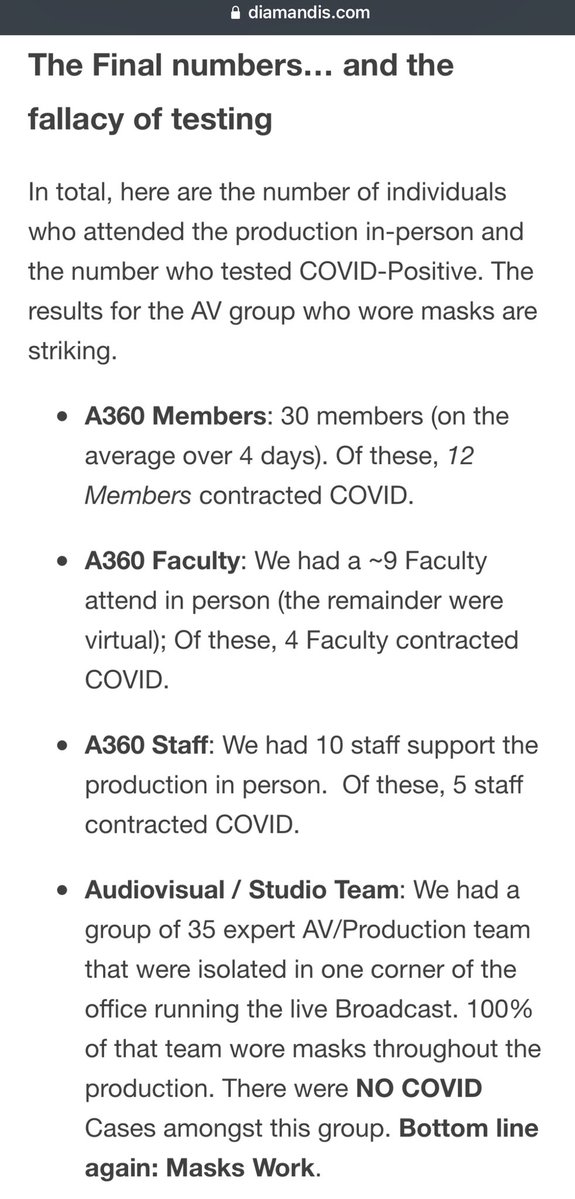 diamandis.com
The Final numbers... and the
fallacy of testing
In total, here are the number of individuals
who attended the production in-person and
the number who tested COVID-Positive. The
results for the AV group who wore masks are
striking.
• A360 Members: 30 members (on the
average over 4 days). Of these, 12
Members contracted COVID.
• A360 Faculty: We had a ~9 Faculty
attend in person (the remainder were
virtual); Of these, 4 Faculty contracted
COVID.
• A360 Staff: We had 10 staff support the
production in person.  Of these, 5 staff
contracted COVID.
• Audiovisual / Studio Team: We had a
group of 35 expert AV/Production team
that were isolated in one corner of the
office running the live Broadcast. 100%
of that team wore masks throughout the
production. There were NO COVID
Cases amongst this group. Bottom line
again: Masks Work.